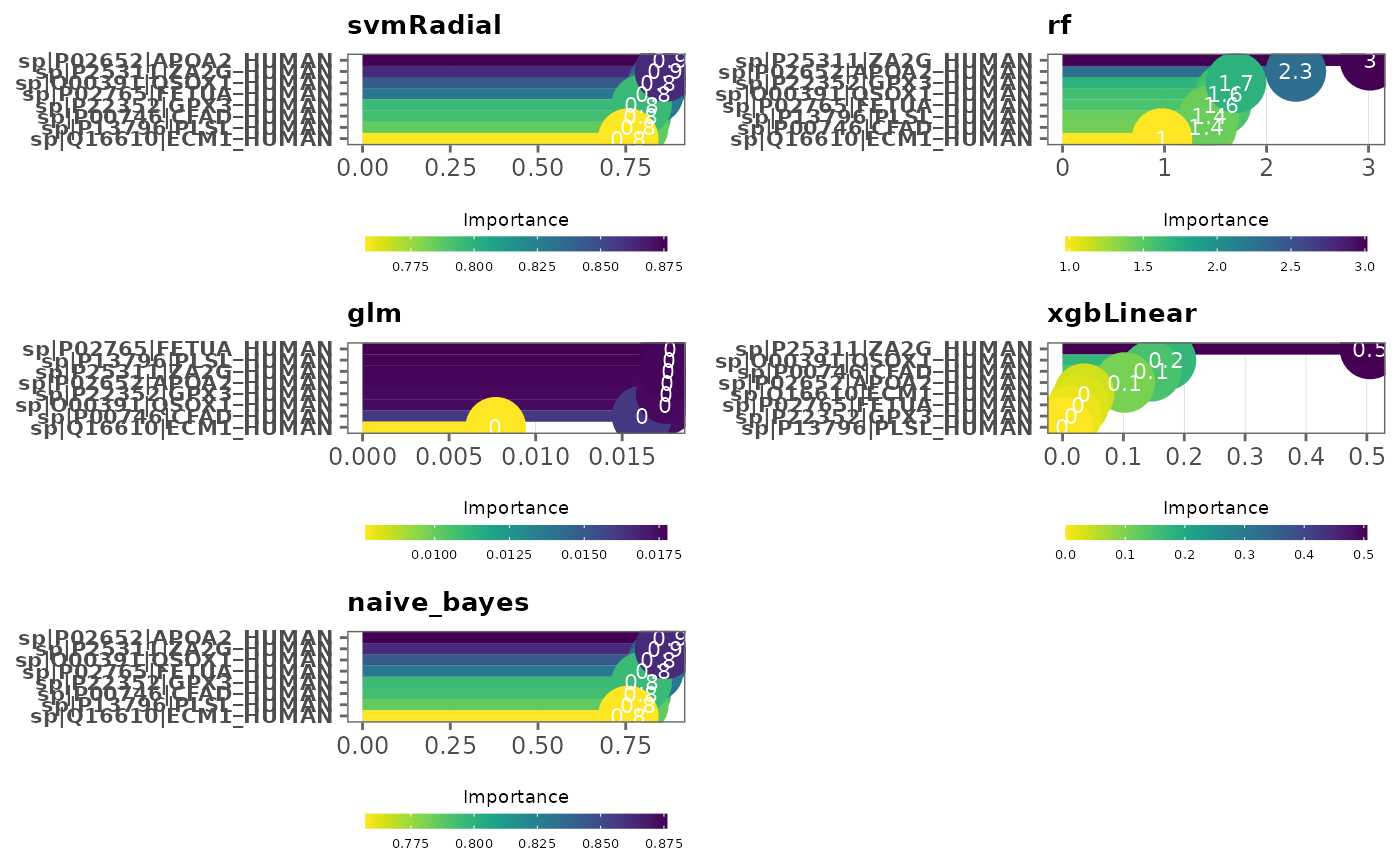 svmRadial
sp|P02652|APOA2_HUMAN
sp|P25311|ZA2G_HUMAN
sp|O00391|QSOX1_HUMAN
sp|P02765|FETUA_HUMAN
sp|P22352|GPX3_HUMAN
sp|P00746|CFAD_HUMAN
sp|P13796|PLSL_HUMAN
sp|Q16610|ECM1_HUMAN
0.00 0.25 0.50 0.75
Importance
0.775 0.800 0.825 0.850 0.875
rf
sp|P25311|ZA2G_HUMAN
sp|P02652|APOA2_HUMAN
sp|P22352|GPX3_HUMAN
sp|O00391|QSOX1_HUMAN
sp|P02765|FETUA_HUMAN
sp|P13796|PLSL_HUMAN
sp|P00746|CFAD_HUMAN
sp|Q16610|ECM1_HUMAN
3
2.3
1.7
1.6
1.6
1.4
1.4
1
0 1 2 3
Importance
1.0 1.5 2.0 2.5 3.0
glm
sp|P02765|FETUA_HUMAN
sp|P13796|PLSL_HUMAN
sp|P25311|ZA2G_HUMAN
sp|P02652|APOA2_HUMAN
sp|P22352|GPX3_HUMAN
sp|O00391|QSOX1_HUMAN
sp|P00746|CFAD_HUMAN
sp|Q16610|ECM1_HUMAN
0
0
0
0
0
0
0
0
0.000 0.005 0.010 0.015
Importance
0.0100 0.0125 0.0150 0.0175
xgbLinear
sp|P25311|ZA2G_HUMAN
sp|O00391|QSOX1_HUMAN
sp|P00746|CFAD_HUMAN
sp|P02652|APOA2_HUMAN
sp|Q16610|ECM1_HUMAN
sp|P02765|FETUA_HUMAN
sp|P22352|GPX3_HUMAN
sp|P13796|PLSL_HUMAN
0.5
0.2
0.1
0.1
0
0
0
0
0.0 0.1 0.2 0.3 0.4 0.5
Importance
0.0 0.1 0.2 0.3 0.4 0.5
naive_bayes
sp|P02652|APOA2_HUMAN
sp|P25311|ZA2G_HUMAN
sp|O00391|QSOX1_HUMAN
sp|P02765|FETUA_HUMAN
sp|P22352|GPX3_HUMAN
sp|P00746|CFAD_HUMAN
sp|P13796|PLSL_HUMAN
sp|Q16610|ECM1_HUMAN
0.00 0.25 0.50 0.75
Importance
0.775 0.800 0.825 0.850 0.875